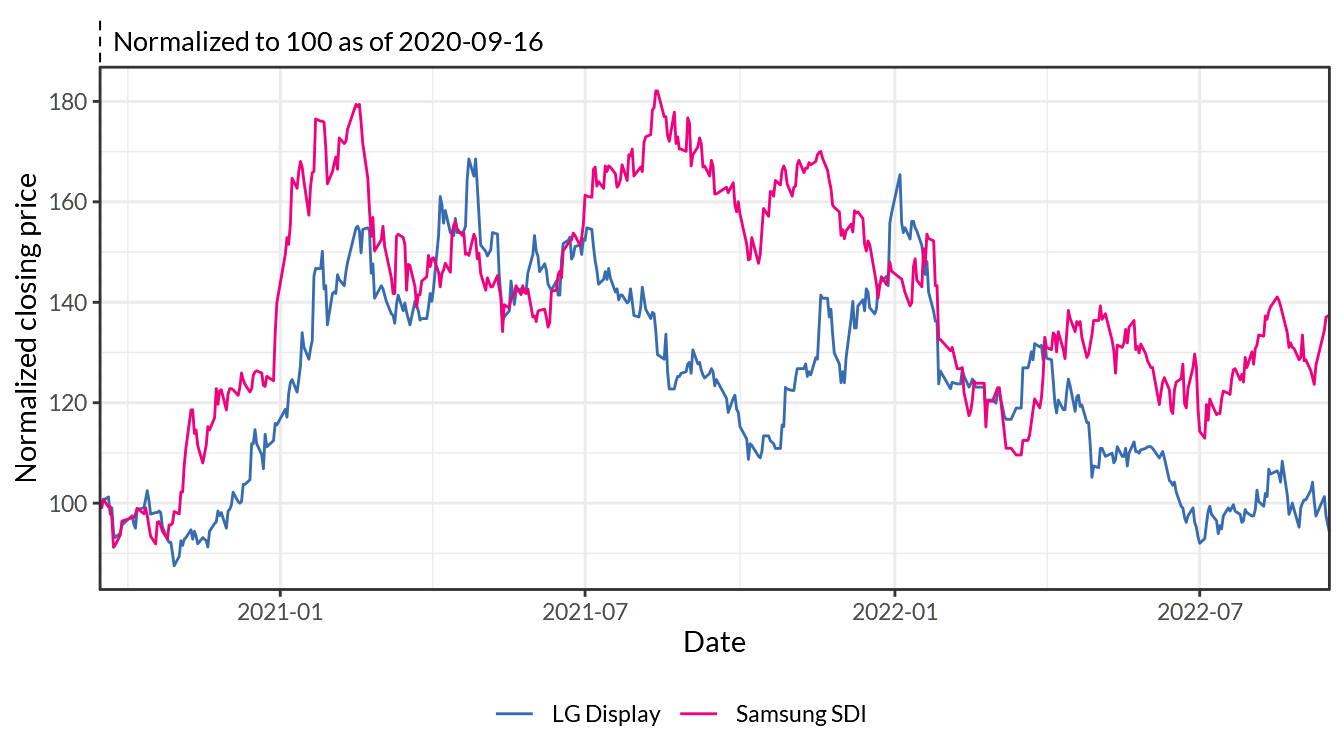 Normalized to 100 as of 2020-09-16
Normalized closing price
180
160
140
120
100
2021-01
2021-07
2022-01
2022-07
Date
LG Display
Samsung SDI